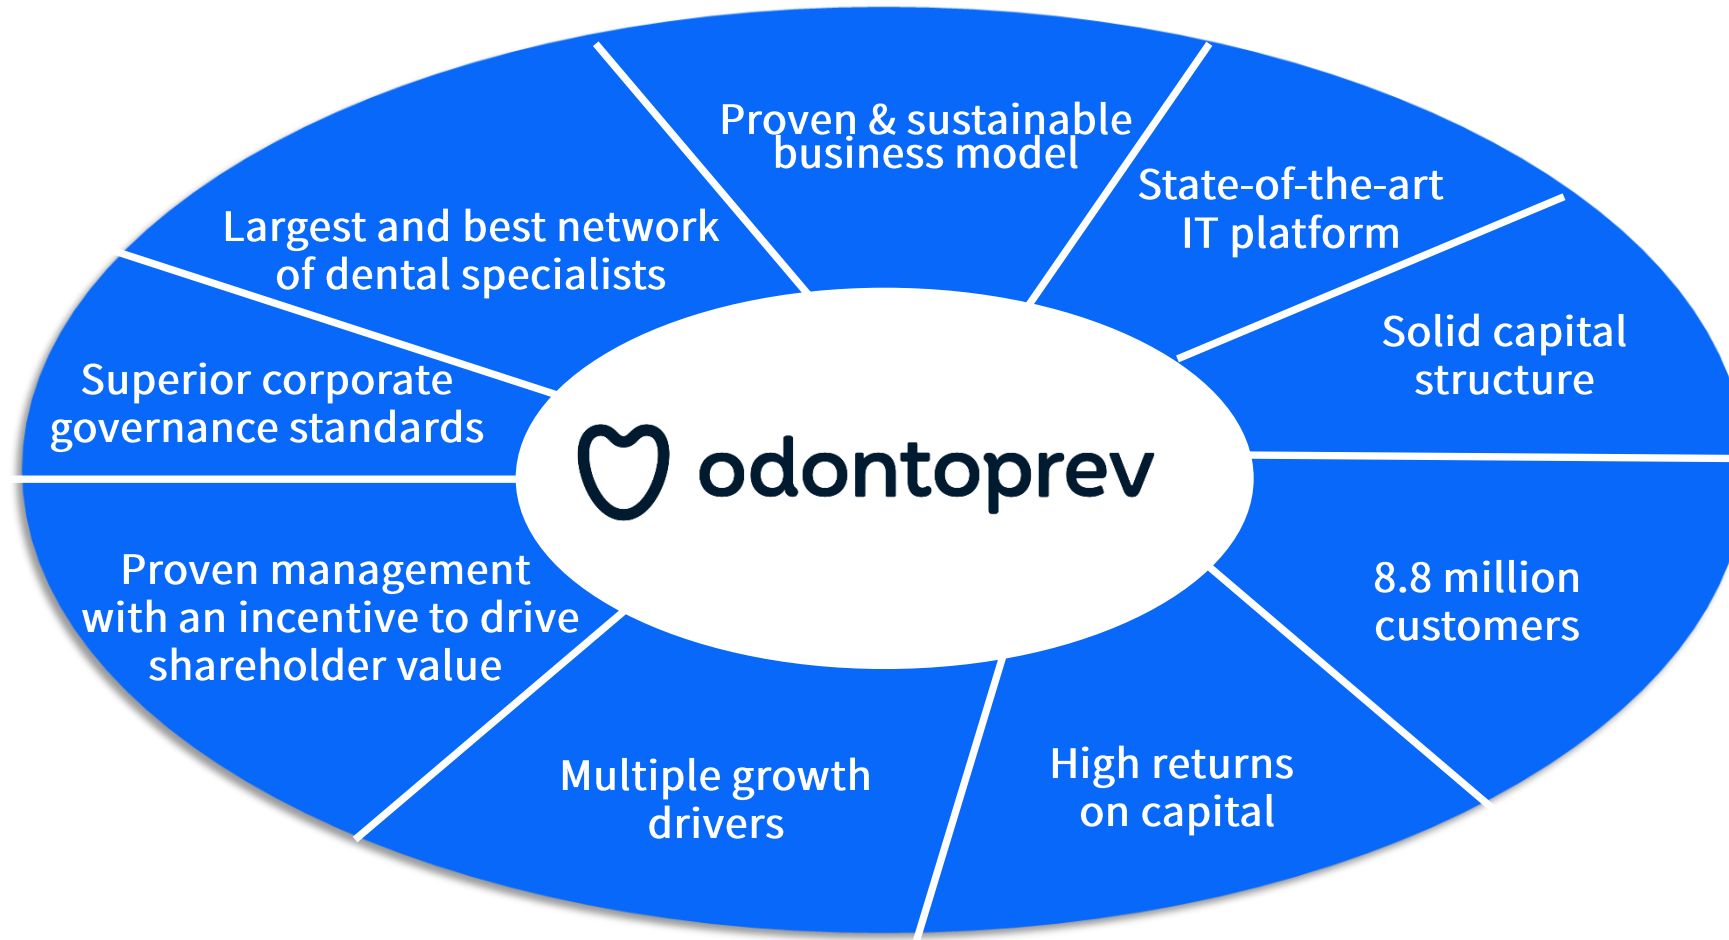 Proven & sustainable
business model
State-of-the-art
IT platform
Largest and best network
of dental specialists
Solid capital
structure
Superior corporate
governance standards
odontoprev
Proven management
with an incentive to drive
shareholder value
8.8 million
customers
Multiple growth
drivers
High returns
on capital